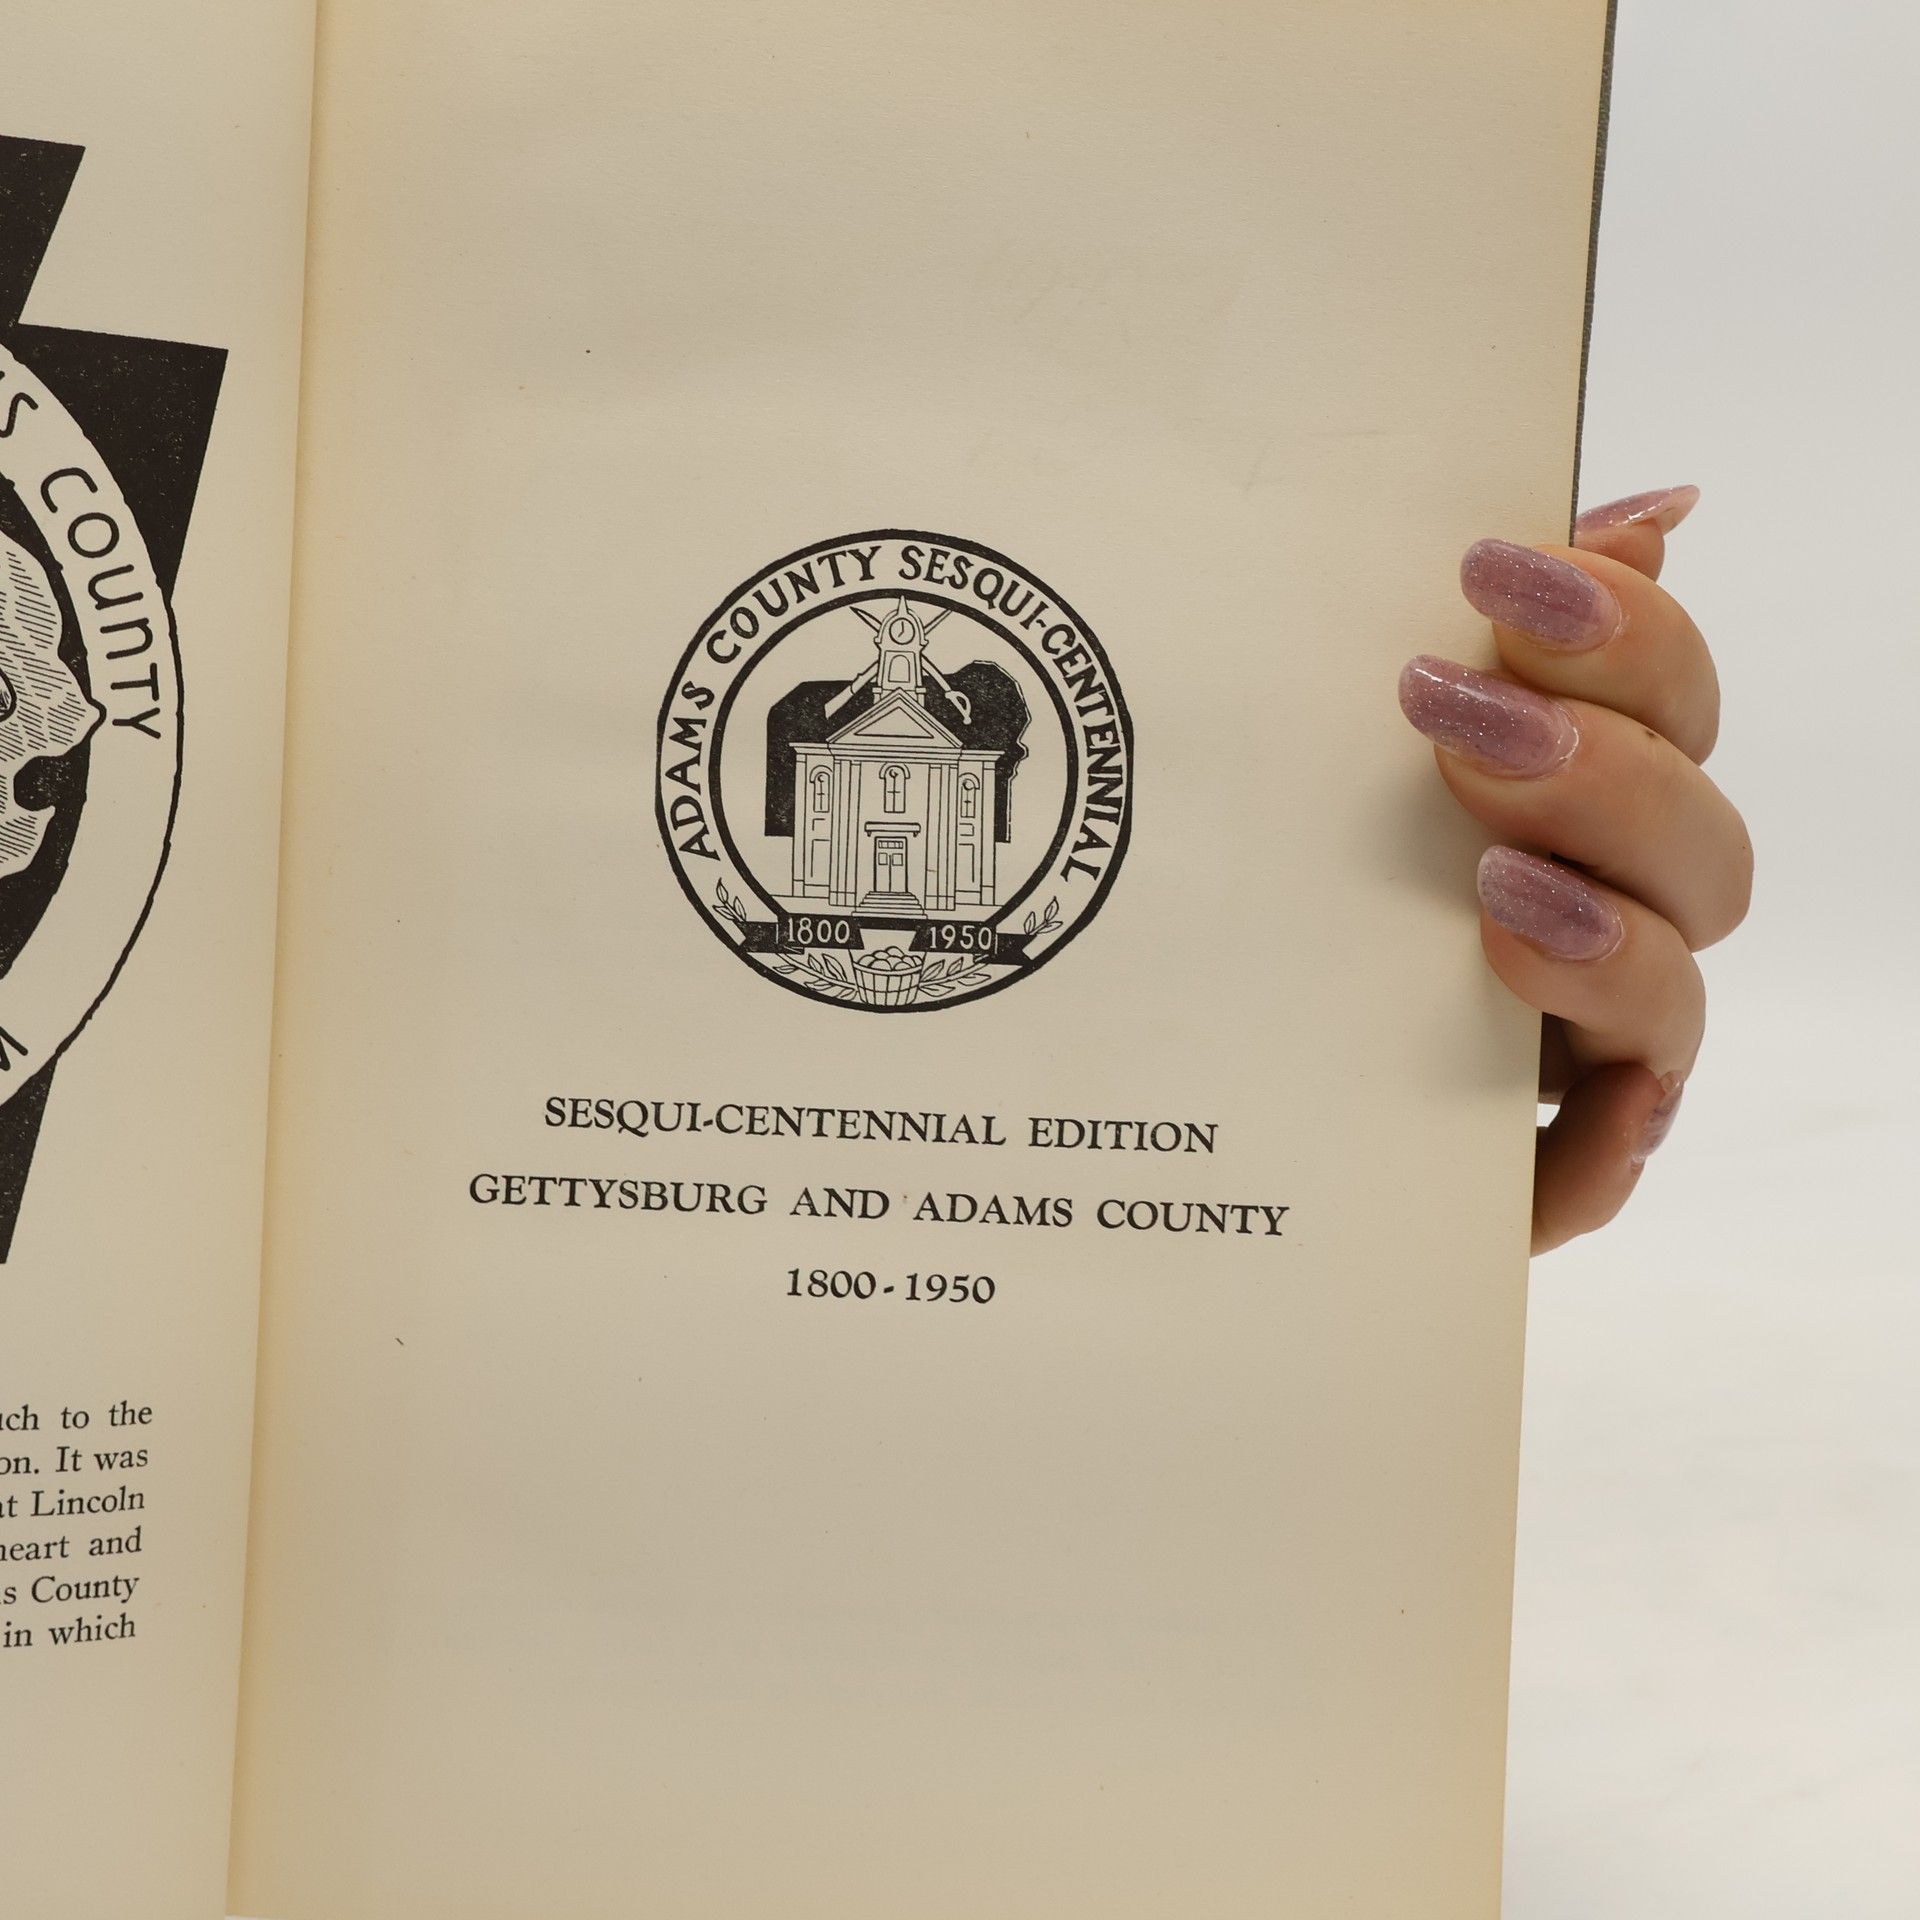 S COUNTY
ch to the
on. It was
at Lincoln
heart and
s County
in which
ADAMS COUNTY SESQUI-CENTENNIAL
1800 1950
SESQUI-CENTENNIAL EDITION
GETTYSBURG AND ADAMS COUNTY
1800-1950